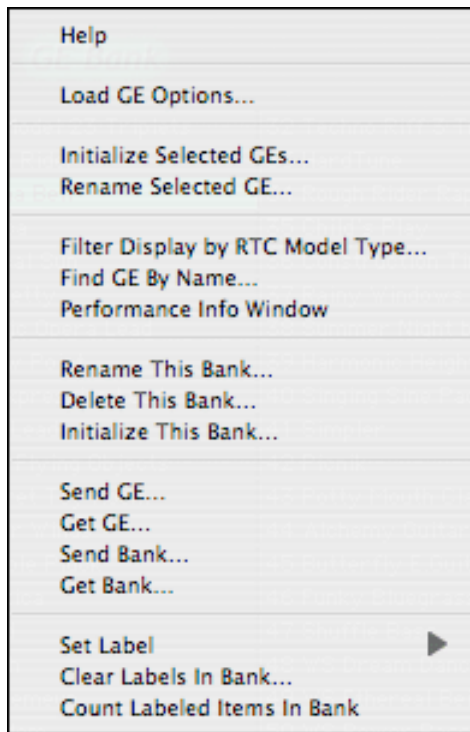 Help
Load GE Options...
Initialize Selected GEs...
Rename Selected GE...
Filter Display by RTC Model Type...
Find GE By Name...
Performance Info Window
Rename This Bank...
Delete This Bank...
Initialize This Bank...
Send GE...
Get GE...
Send Bank...
Get Bank...
Set Label
Clear Labels In Bank...
Count Labeled Items In Bank